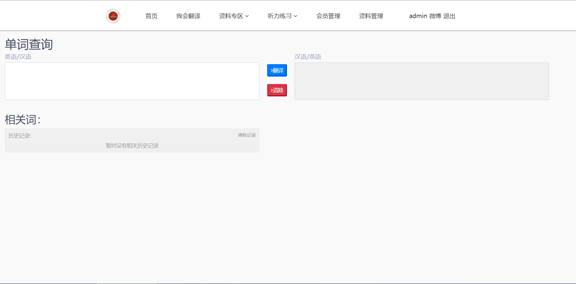 首页 我会翻译 资料专区 听力练习 会员管理 资料管理 admin 微博 退出
单词查询
英语/汉语 汉语/英语
翻译
清除
相关词：
历史记录: 清除记录
暂时没有相关历史记录